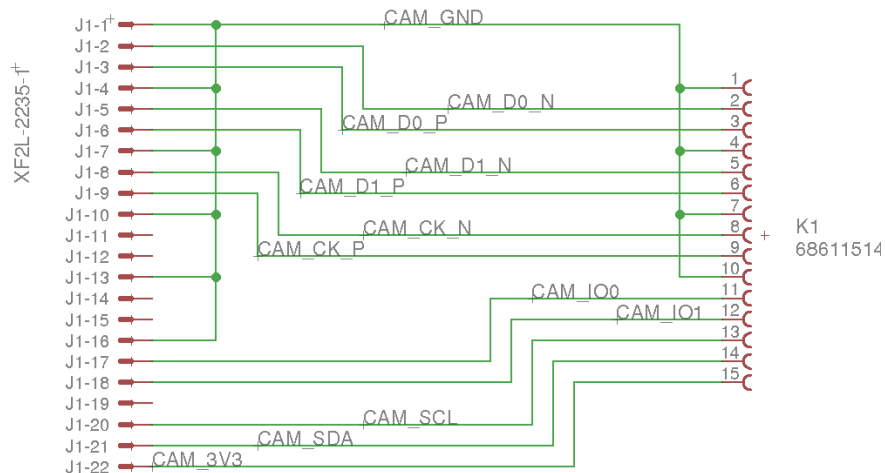 XF2L-2235-1
J1-1
J1-2
J1-3
J1-4
J1-5
J1-6
J1-7
J1-8
J1-9
J1-10
J1-11
J1-12
J1-13
J1-14
J1-15
J1-16
J1-17
J1-18
J1-19
J1-20
J1-21
J1-22
CAM_GND
CAM_D0_N
CAM_D0_P
CAM_D1_N
CAM_D1_P
CAM_CK_N
CAM_CK_P
CAM_IO0
CAM_IO1
CAM_SCL
CAM_SDA
CAM_3V3
1
2
3
4
5
6
7
8
9
10
11
12
13
14
15
K1
68611514